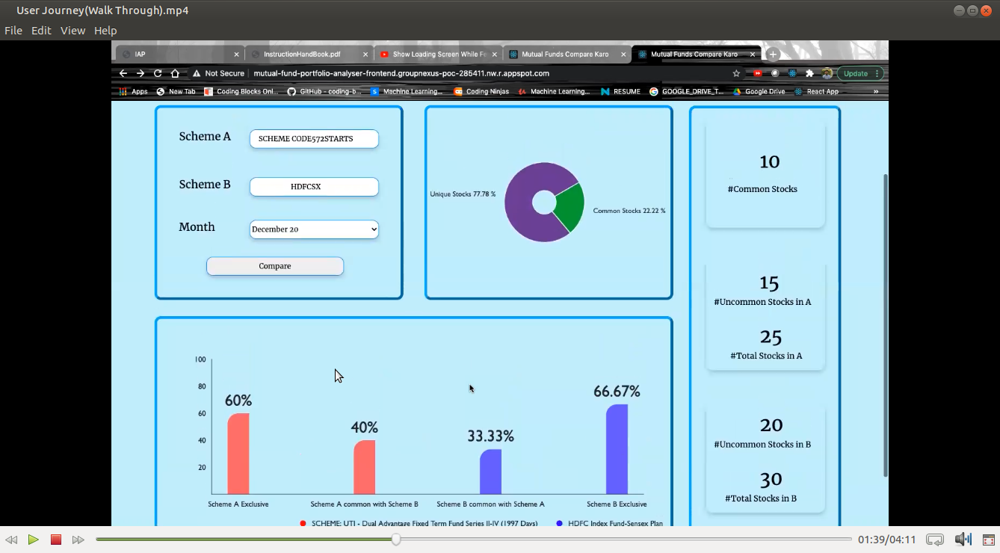 User Journey(Walk Through).mp4
File Edit View Help
IAP
InstructionHandBook.pdf
Show Loading Screen While Fe
Mutual Funds Compare Karo
Mutual Funds Compare Karo
Not Secure mutual-fund-portfolio-analyser-frontend.groupnexus-poc-285411.nw.r.appspot.com
Update
Apps New Tab Coding Blocks Onl... GitHub - coding-b... Machine Learning... Coding Ninjas Machine Learning... RESUME GOOGLE_DRIVE_T... Google Drive React App »
Scheme A
SCHEME CODE572STARTS
Scheme B
HDFCSX
Month
December 20
Compare
Unique Stocks 77.78 %
Common Stocks 22.22 %
10
#Common Stocks
15
#Uncommon Stocks in A
25
#Total Stocks in A
20
#Uncommon Stocks in B
30
#Total Stocks in B
100
80
60
40
20
60%
40%
33.33%
66.67%
Scheme A Exclusive
Scheme A common with Scheme B
Scheme B common with Scheme A
Scheme B Exclusive
SCHEME: UTI - Dual Advantage Fixed Term Fund Series II-IV (1997 Days)
HDFC Index Fund-Sensex Plan
01:39/04:11